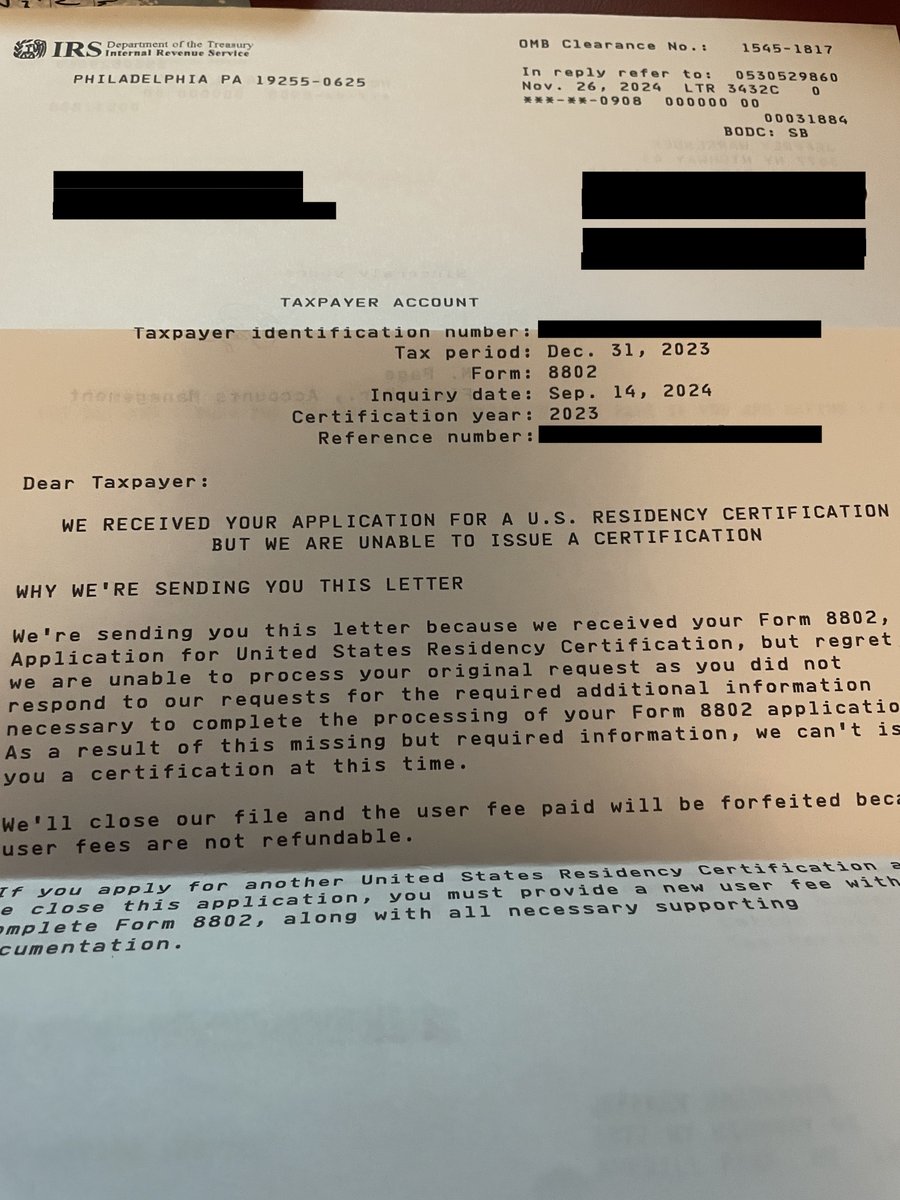 IRS Department of the Treasury
Internal Revenue Service
PHILADELPHIA PA 19255-0625
OMB Clearance No.: 1545-1817
In reply refer to: 0530529860
Nov. 26, 2024 LTR 3432C 0
***-**-0908 000000 00
00031884
BODC: SB
TAXPAYER ACCOUNT
Taxpayer identification number:
Tax period: Dec. 31, 2023
Form: 8802
Inquiry date: Sep. 14, 2024
Certification year: 2023
Reference number:
Dear Taxpayer:
WE RECEIVED YOUR APPLICATION FOR A U.S. RESIDENCY CERTIFICATION
BUT WE ARE UNABLE TO ISSUE A CERTIFICATION
WHY WE'RE SENDING YOU THIS LETTER
We're sending you this letter because we received your Form 8802,
Application for United States Residency Certification, but regret
we are unable to process your original request as you did not
respond to our requests for the required additional information
necessary to complete the processing of your Form 8802 applicatio
As a result of this missing but required information, we can't is
you a certification at this time.
We'll close our file and the user fee paid will be forfeited beca
user fees are not refundable.
If you apply for another United States Residency Certification a
e close this application, you must provide a new user fee with
omplete Form 8802, along with all necessary supporting
cumentation.